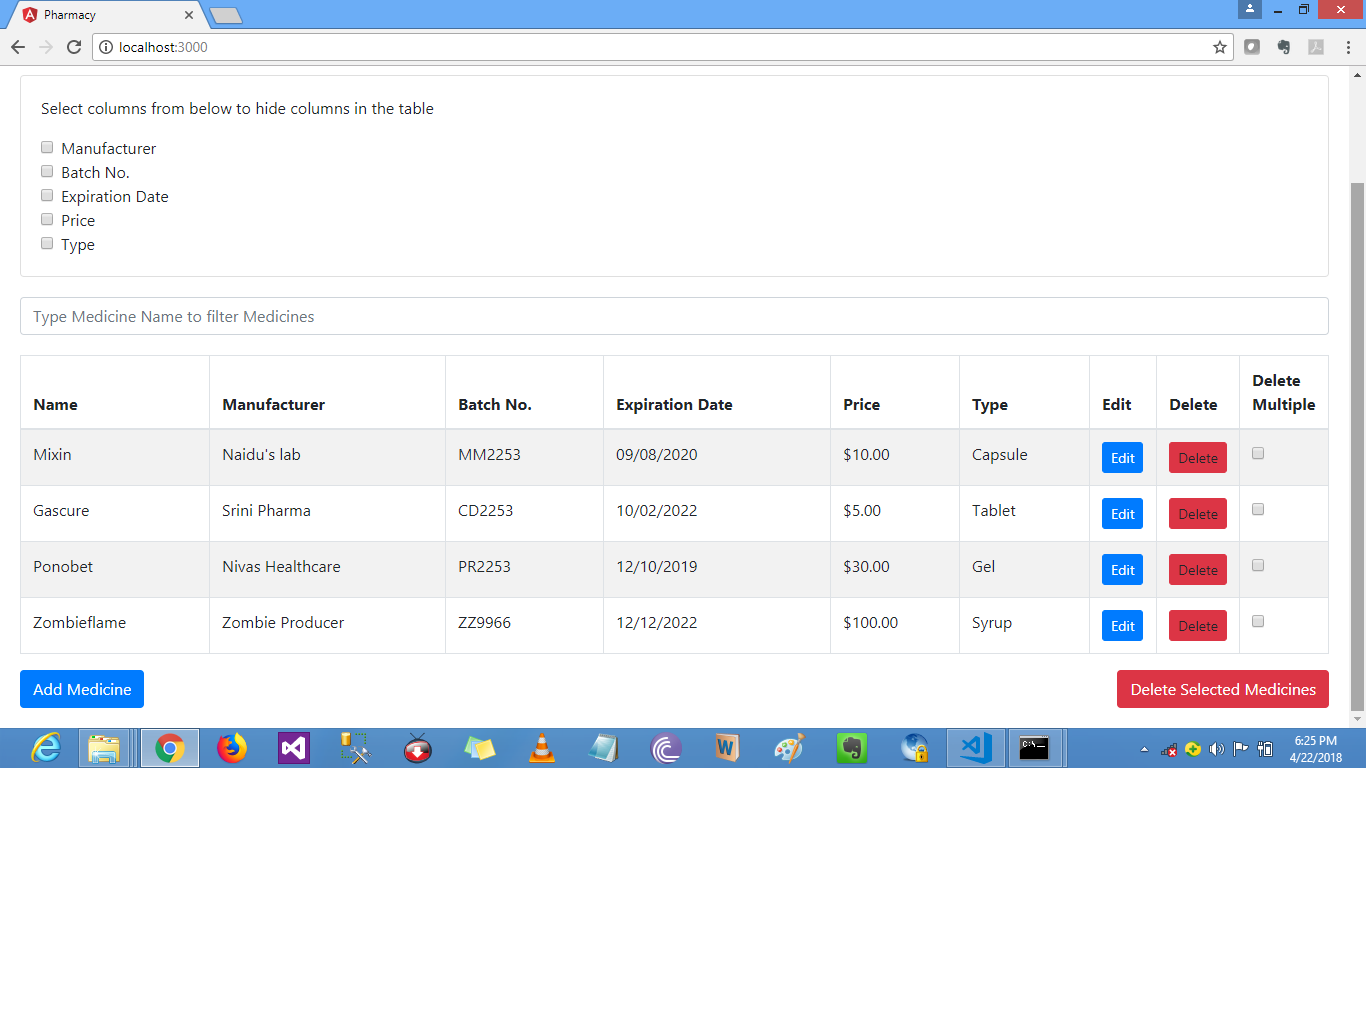 Pharmacy
localhost:3000
Select columns from below to hide columns in the table
Manufacturer
Batch No.
Expiration Date
Price
Type
Type Medicine Name to filter Medicines
Name Manufacturer Batch No. Expiration Date Price Type Edit Delete Delete Multiple
Mixin Naidu's lab MM2253 09/08/2020 $10.00 Capsule Edit Delete
Gascure Srini Pharma CD2253 10/02/2022 $5.00 Tablet Edit Delete
Ponobet Nivas Healthcare PR2253 12/10/2019 $30.00 Gel Edit Delete
Zombieflame Zombie Producer ZZ9966 12/12/2022 $100.00 Syrup Edit Delete
Add Medicine Delete Selected Medicines
6:25 PM
4/22/2018